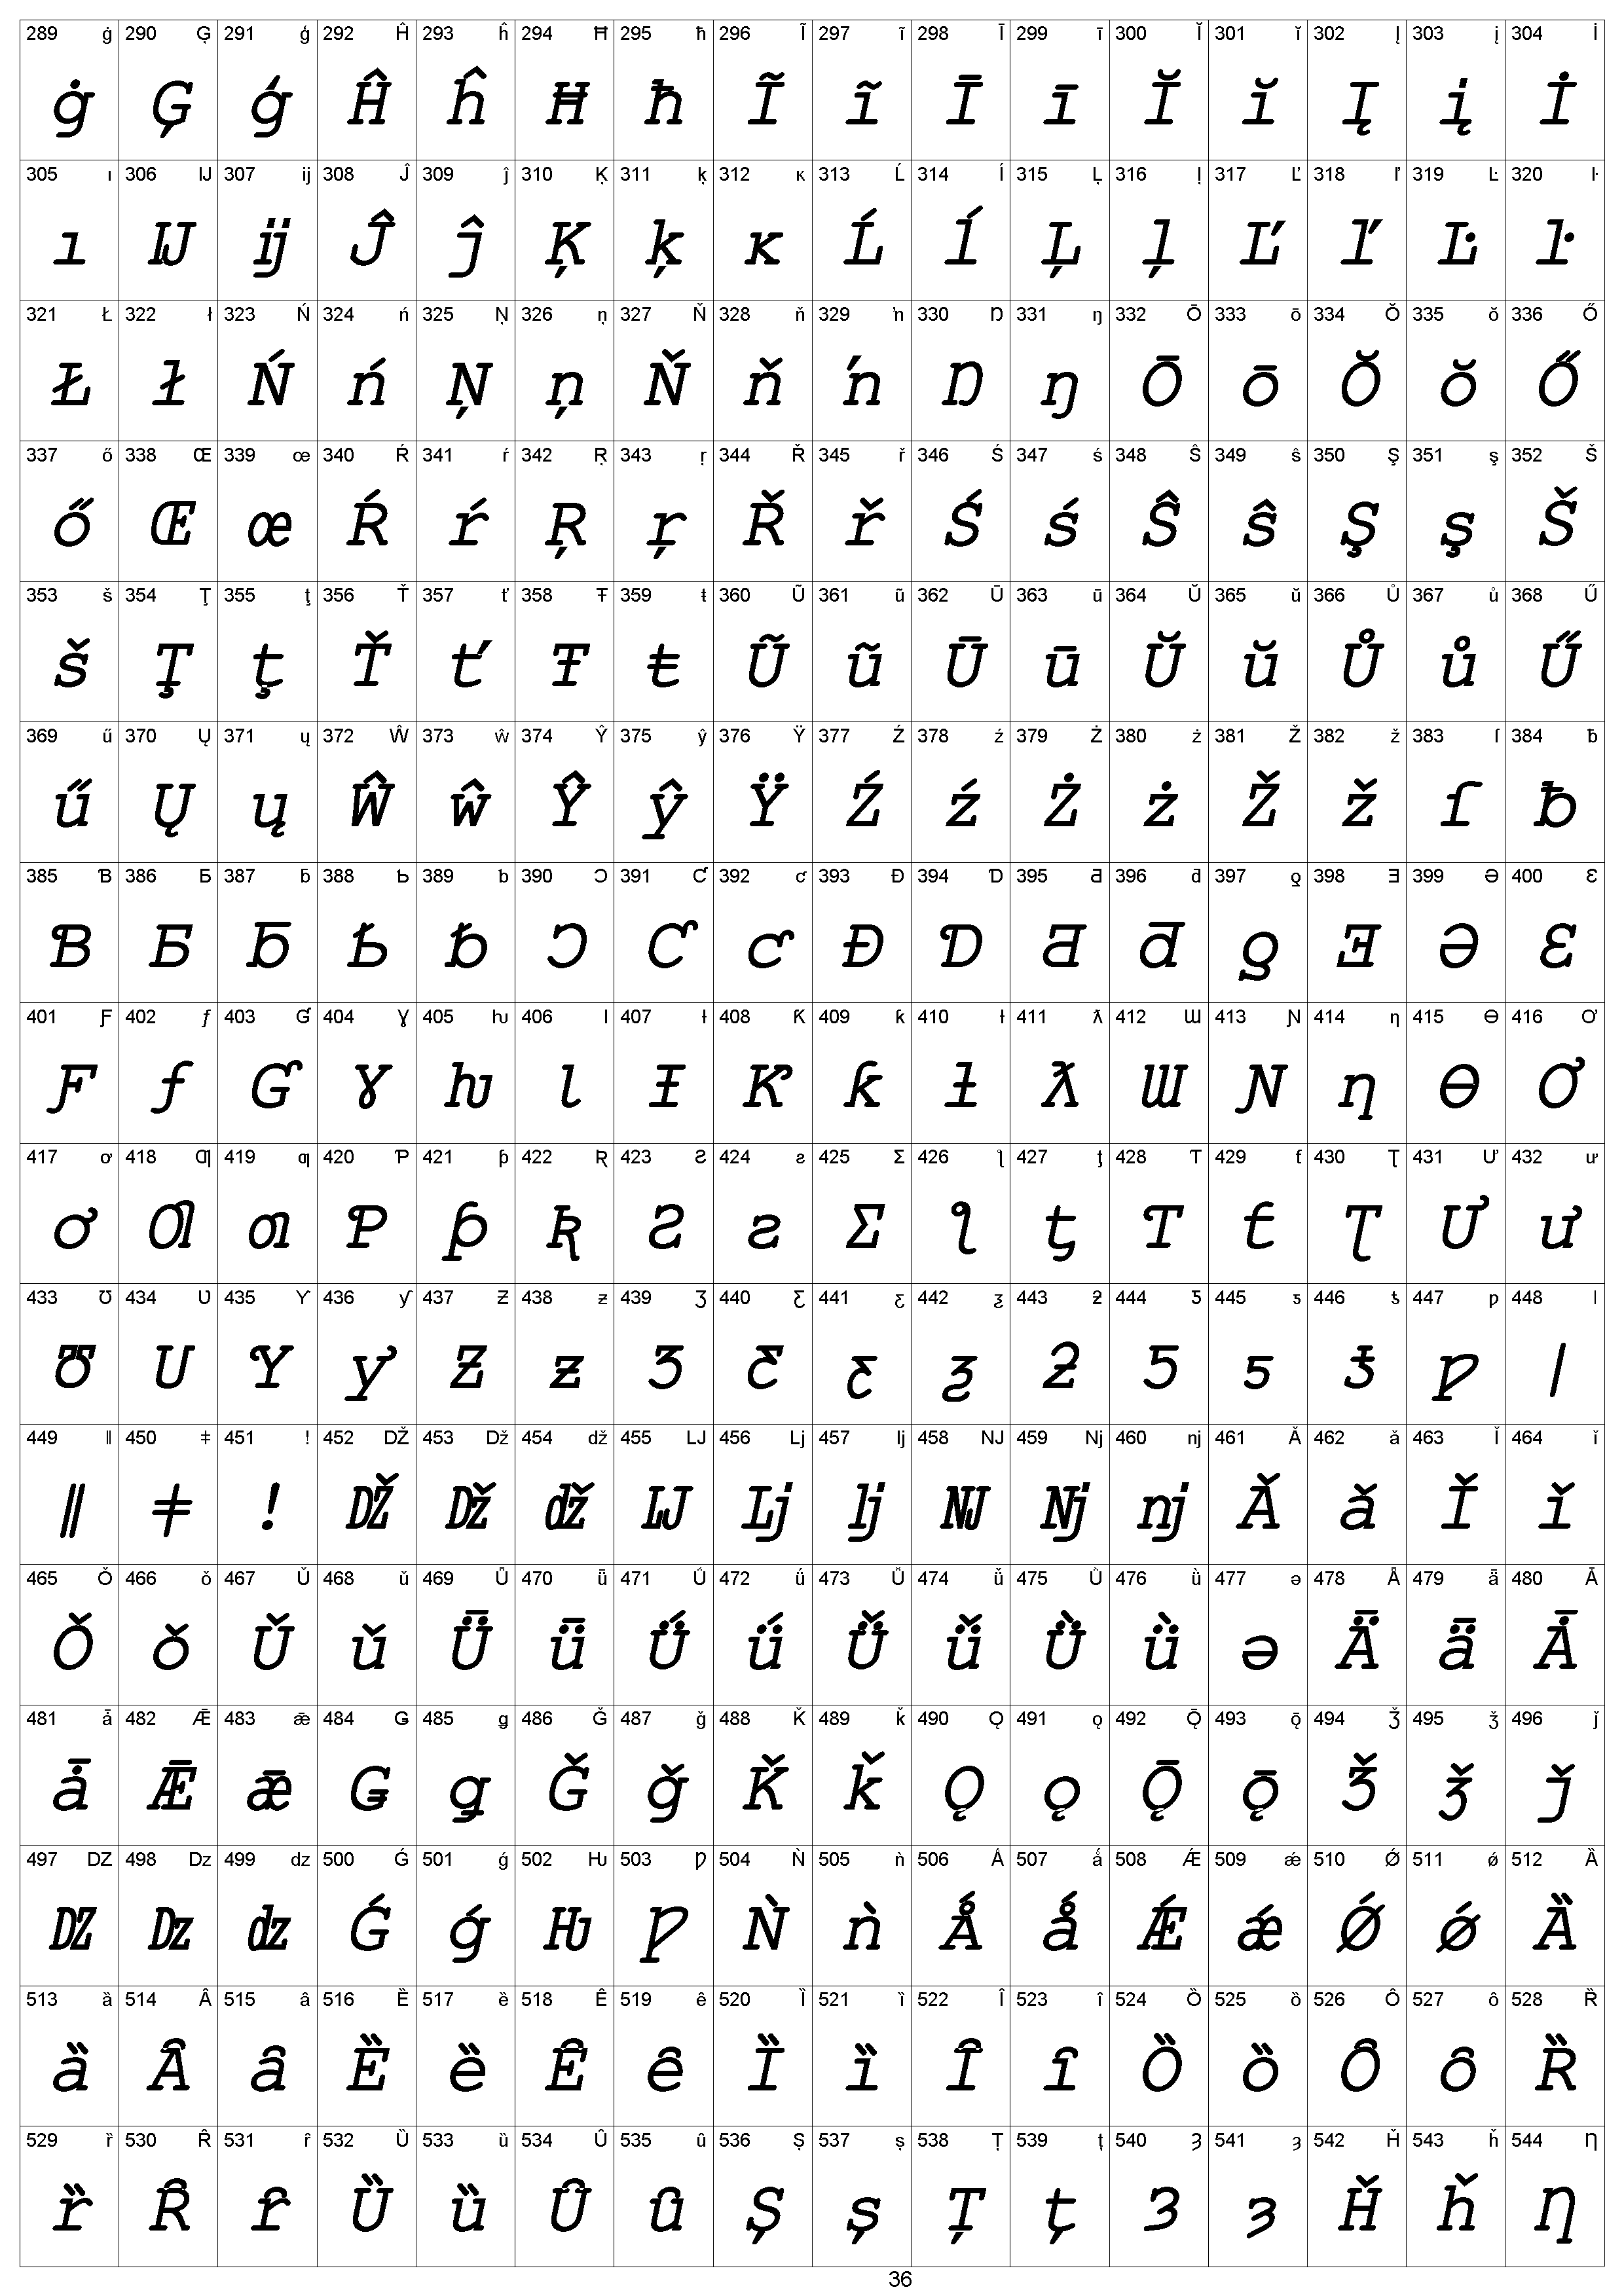 289 ġ 290 Ģ 291 ģ 292 Ĥ 293 ĥ 294 Ħ 295 ħ 296 Ĩ 297 ĩ 298 Ī 299 ī 300 Ĭ 301 ĭ 302 Į 303 į 304 İ
ġ Ģ ģ Ĥ ĥ Ħ ħ Ĩ ĩ Ī ī Ĭ ĭ Į į İ
305 ı 306 Ĳ 307 ĳ 308 Ĵ 309 ĵ 310 Ķ 311 ķ 312 ĸ 313 Ĺ 314 ĺ 315 Ļ 316 ļ 317 Ľ 318 ľ 319 Ŀ 320 ŀ
ı Ĳ ĳ Ĵ ĵ Ķ ķ ĸ Ĺ ĺ Ļ ļ Ľ ľ Ŀ ŀ
321 Ł 322 ł 323 Ń 324 ń 325 Ņ 326 ņ 327 Ň 328 ň 329 ŉ 330 Ŋ 331 ŋ 332 Ō 333 ō 334 Ŏ 335 ŏ 336 Ő
Ł ł Ń ń Ņ ņ Ň ň ŉ Ŋ ŋ Ō ō Ŏ ŏ Ő
337 ő 338 Œ 339 œ 340 Ŕ 341 ŕ 342 Ŗ 343 ŗ 344 Ř 345 ř 346 Ś 347 ś 348 Ŝ 349 ŝ 350 Ş 351 ş 352 Š
ő Œ œ Ŕ ŕ Ŗ ŗ Ř ř Ś ś Ŝ ŝ Ş ş Š
353 š 354 Ţ 355 ţ 356 Ť 357 ť 358 Ŧ 359 ŧ 360 Ũ 361 ũ 362 Ū 363 ū 364 Ŭ 365 ŭ 366 Ů 367 ů 368 Ű
š Ţ ţ Ť ť Ŧ ŧ Ũ ũ Ū ū Ŭ ŭ Ů ů Ű
369 ű 370 Ų 371 ų 372 Ŵ 373 ŵ 374 Ŷ 375 ŷ 376 Ÿ 377 Ź 378 ź 379 Ż 380 ż 381 Ž 382 ž 383 ſ 384 ƀ
ű Ų ų Ŵ ŵ Ŷ ŷ Ÿ Ź ź Ż ż Ž ž ſ ƀ
385 Ɓ 386 Ƃ 387 ƃ 388 Ƅ 389 ƅ 390 Ɔ 391 Ƈ 392 ƈ 393 Ɖ 394 Ɗ 395 Ƌ 396 ƌ 397 ƍ 398 Ǝ 399 Ə 400 Ɛ
Ɓ Ƃ ƃ Ƅ ƅ Ɔ Ƈ ƈ Ɖ Ɗ Ƌ ƌ ƍ Ǝ Ə Ɛ
401 Ƒ 402 ƒ 403 Ɠ 404 Ɣ 405 ƕ 406 Ɩ 407 Ɨ 408 Ƙ 409 ƙ 410 ƚ 411 ƛ 412 Ɯ 413 Ɲ 414 ƞ 415 Ɵ 416 Ơ
Ƒ ƒ Ɠ Ɣ ƕ Ɩ Ɨ Ƙ ƙ ƚ ƛ Ɯ Ɲ ƞ Ɵ Ơ
417 ơ 418 Ƣ 419 ƣ 420 Ƥ 421 ƥ 422 Ʀ 423 Ƨ 424 ƨ 425 Ʃ 426 ƪ 427 ƫ 428 Ƭ 429 ƭ 430 Ʈ 431 Ư 432 ư
ơ Ƣ ƣ Ƥ ƥ Ʀ Ƨ ƨ Ʃ ƪ ƫ Ƭ ƭ Ʈ Ư ư
433 Ʊ 434 Ʋ 435 Ƴ 436 ƴ 437 Ƶ 438 ƶ 439 Ʒ 440 Ƹ 441 ƹ 442 ƺ 443 ƻ 444 Ƽ 445 ƽ 446 ƾ 447 ƿ 448 ǀ
Ʊ Ʋ Ƴ ƴ Ƶ ƶ Ʒ Ƹ ƹ ƺ ƻ Ƽ ƽ ƾ ƿ ǀ
449 ǁ 450 ǂ 451 ǃ 452 Ǆ 453 ǅ 454 ǆ 455 Ǉ 456 ǈ 457 ǉ 458 Ǌ 459 ǋ 460 ǌ 461 Ǎ 462 ǎ 463 Ǐ 464 ǐ
ǁ ǂ ǃ Ǆ ǅ ǆ Ǉ ǈ ǉ Ǌ ǋ ǌ Ǎ ǎ Ǐ ǐ
465 Ǒ 466 ǒ 467 Ǔ 468 ǔ 469 Ǖ 470 ǖ 471 Ǘ 472 ǘ 473 Ǚ 474 ǚ 475 Ǜ 476 ǜ 477 ǝ 478 Ǟ 479 ǟ 480 Ǡ
Ǒ ǒ Ǔ ǔ Ǖ ǖ Ǘ ǘ Ǚ ǚ Ǜ ǜ ǝ Ǟ ǟ Ǡ
481 ǡ 482 Ǣ 483 ǣ 484 Ǥ 485 ǥ 486 Ǧ 487 ǧ 488 Ǩ 489 ǩ 490 Ǫ 491 ǫ 492 Ǭ 493 ǭ 494 Ǯ 495 ǯ 496 ǰ
ǡ Ǣ ǣ Ǥ ǥ Ǧ ǧ Ǩ ǩ Ǫ ǫ Ǭ ǭ Ǯ ǯ ǰ
497 Ǳ 498 ǲ 499 ǳ 500 Ǵ 501 ǵ 502 Ƕ 503 Ƿ 504 Ǹ 505 ǹ 506 Ǻ 507 ǻ 508 Ǽ 509 ǽ 510 Ǿ 511 ǿ 512 Ȁ
Ǳ ǲ ǳ Ǵ ǵ Ƕ Ƿ Ǹ ǹ Ǻ ǻ Ǽ ǽ Ǿ ǿ Ȁ
513 ȁ 514 Ȃ 515 ȃ 516 Ȅ 517 ȅ 518 Ȇ 519 ȇ 520 Ȉ 521 ȉ 522 Ȋ 523 ȋ 524 Ȍ 525 ȍ 526 Ȏ 527 ȏ 528 Ȑ
ȁ Ȃ ȃ Ȅ ȅ Ȇ ȇ Ȉ ȉ Ȋ ȋ Ȍ ȍ Ȏ ȏ Ȑ
529 ȑ 530 Ȓ 531 ȓ 532 Ȕ 533 ȕ 534 Ȗ 535 ȗ 536 Ș 537 ș 538 Ț 539 ț 540 Ȝ 541 ȝ 542 Ȟ 543 ȟ 544 Ƞ
ȑ Ȓ ȓ Ȕ ȕ Ȗ ȗ Ș ș Ț ț Ȝ ȝ Ȟ ȟ Ƞ
36